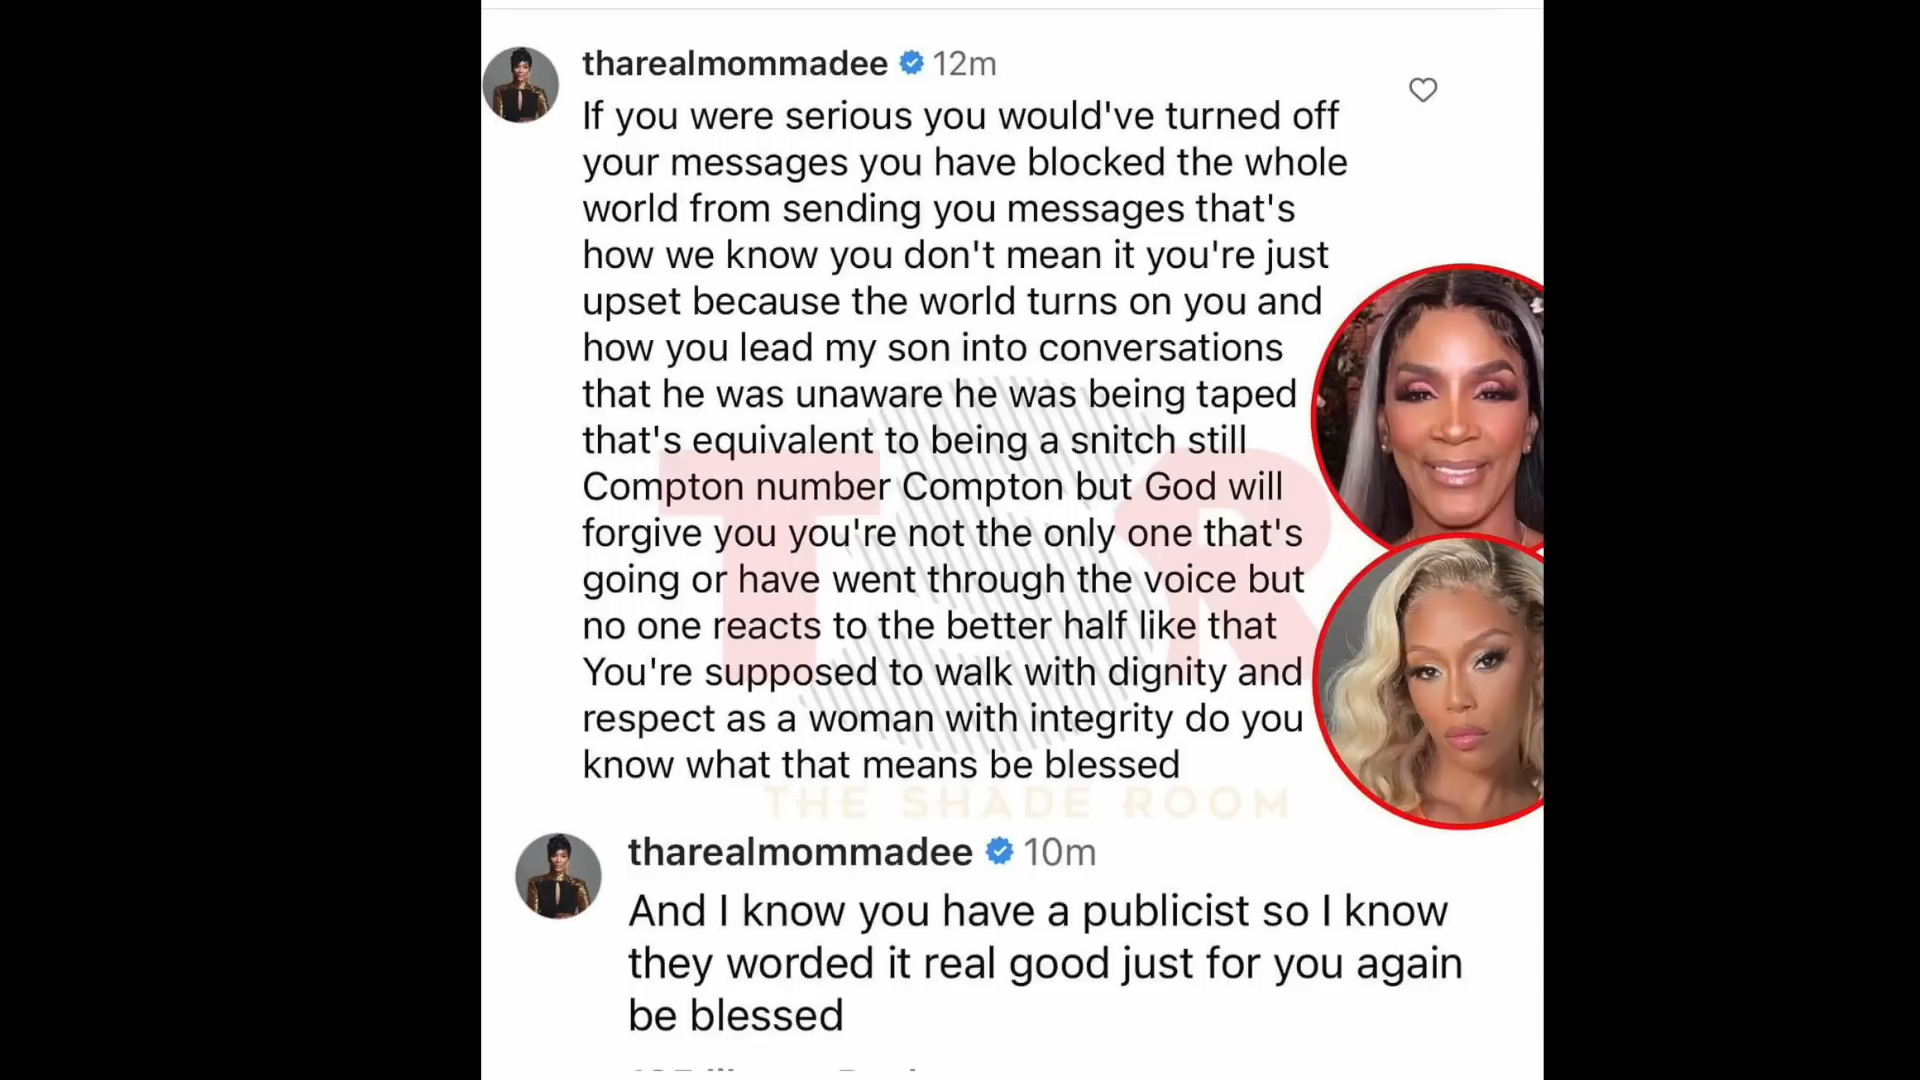 tharealmommadee 12m
If you were serious you would've turned off
your messages you have blocked the whole
world from sending you messages that's
how we know you don't mean it you're just
upset because the world turns on you and
how you lead my son into conversations
that he was unaware he was being taped
that's equivalent to being a snitch still
Compton number Compton but God will
forgive you you're not the only one that's
going or have went through the voice but
no one reacts to the better half like that
You're supposed to walk with dignity and
respect as a woman with integrity do you
know what that means be blessed
TSR
THE SHADE ROOM
tharealmommadee 10m
And I know you have a publicist so I know
they worded it real good just for you again
be blessed